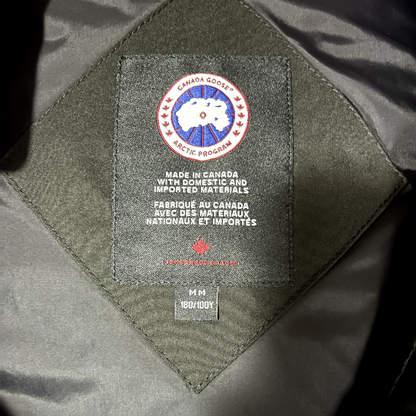 CANADA GOOSE
ARCTIC PROGRAM
MADE IN CANADA
WITH DOMESTIC AND
IMPORTED MATERIALS
FABRIQUÉ AU CANADA
AVEC DES MATÉRIAUX
NATIONAUX ET IMPORTÉS
MM
180/100Y